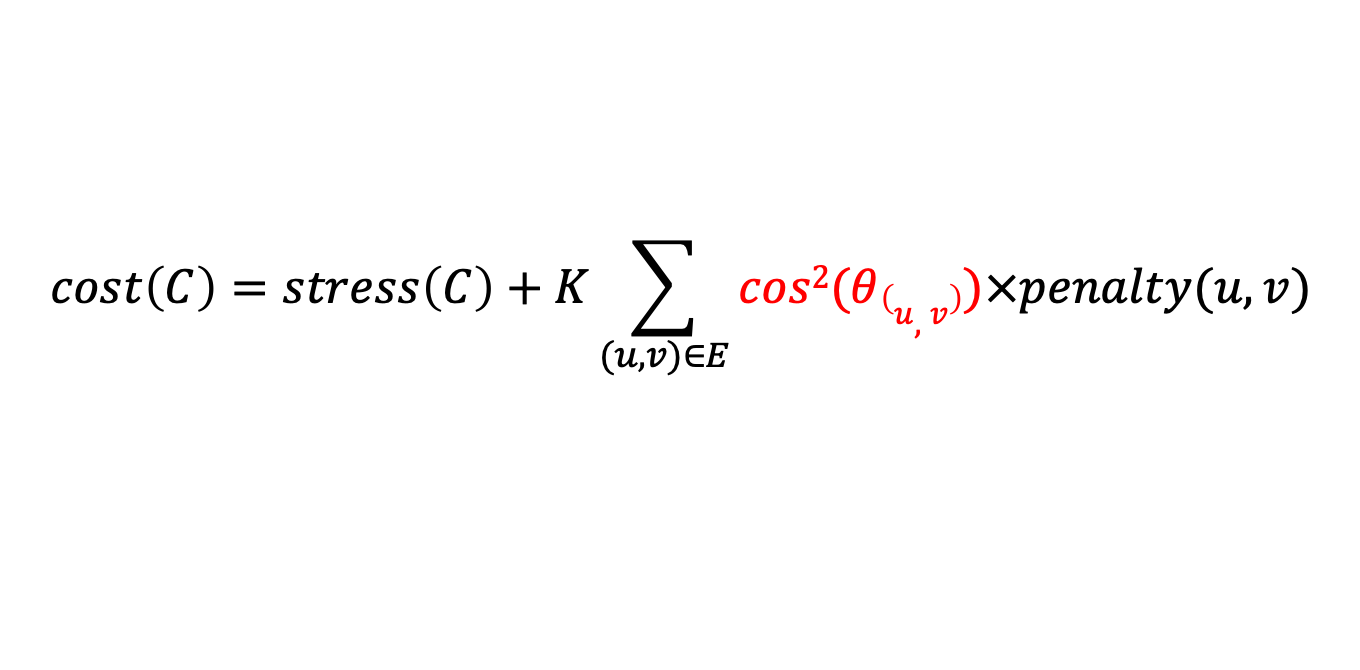 cost(C) = stress(C) + K ∑ cos²(θ₍u, v₎)×penalty(u, v)
(u,v)∈E